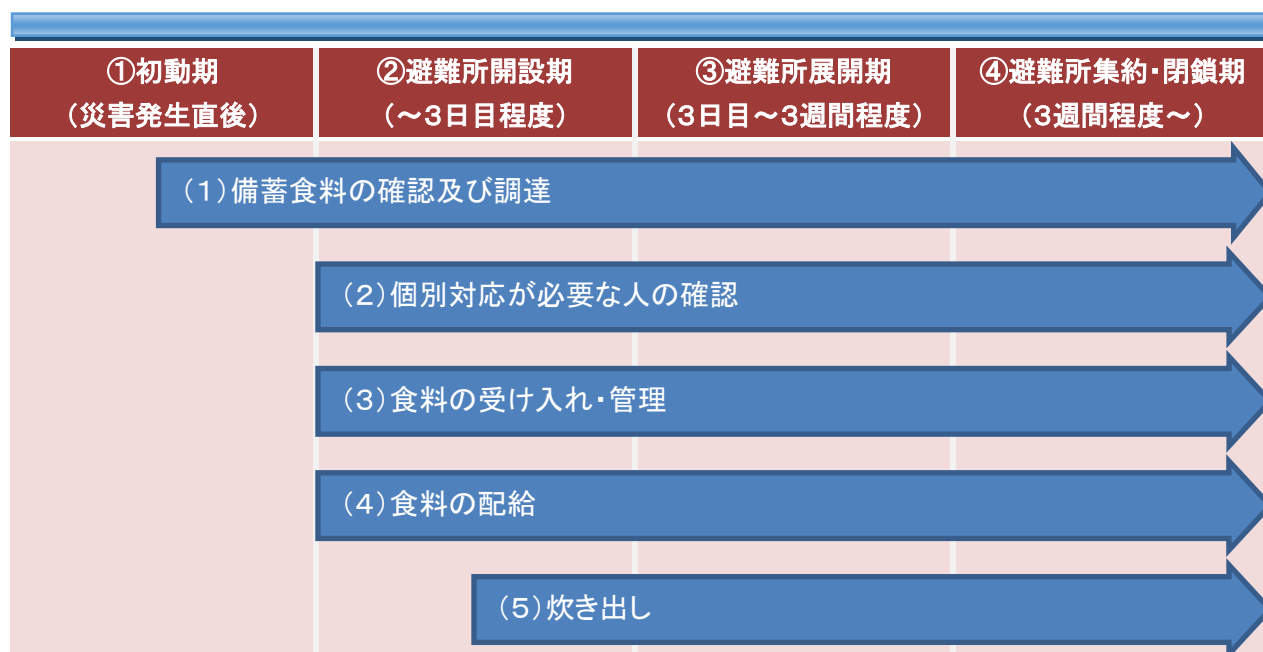 ①初動期
(災害発生直後)
②避難所開設期
(～3日目程度)
③避難所展開期
(3日目～3週間程度)
④避難所集約・閉鎖期
(3週間程度～)
(1)備蓄食料の確認及び調達
(2)個別対応が必要な人の確認
(3)食料の受け入れ・管理
(4)食料の配給
(5)炊き出し